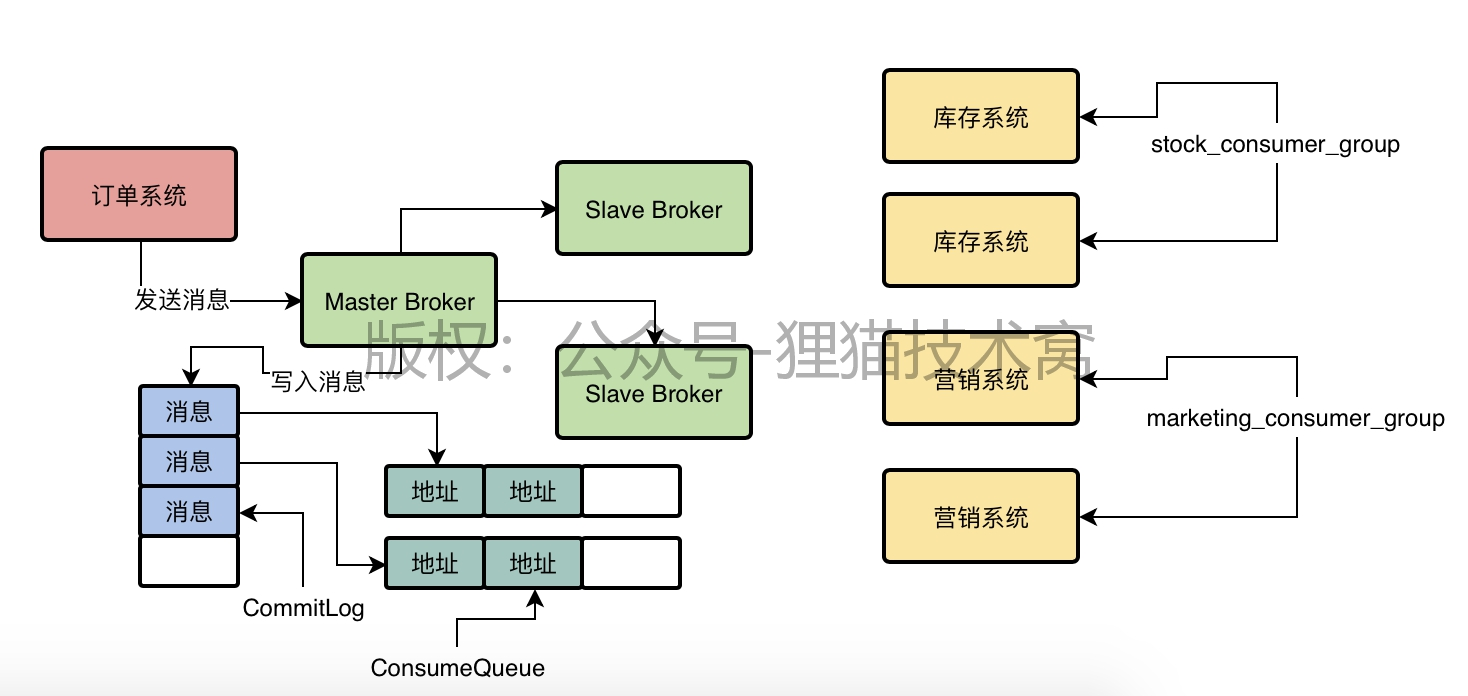 订单系统
发送消息
Master Broker
Slave Broker
Slave Broker
写入消息
消息
消息
消息
CommitLog
地址 地址
地址 地址
ConsumeQueue
库存系统
库存系统
stock_consumer_group
营销系统
营销系统
marketing_consumer_group
版权：公众号-狸猫技术窝